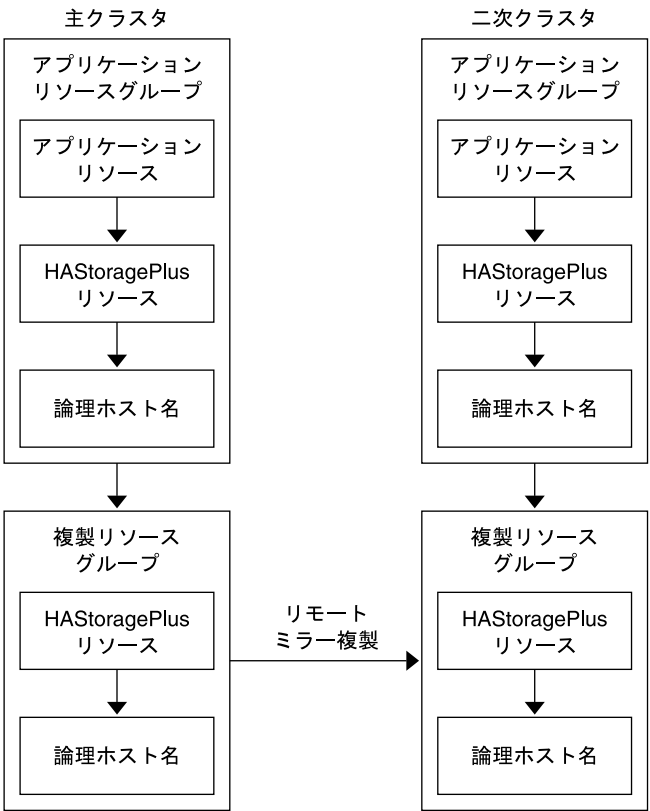 主クラスタ
アプリケーション
リソースグループ
アプリケーション
リソース
HAStoragePlus
リソース
論理ホスト名
複製リソース
グループ
HAStoragePlus
リソース
論理ホスト名
リモート
ミラー複製
二次クラスタ
アプリケーション
リソースグループ
アプリケーション
リソース
HAStoragePlus
リソース
論理ホスト名
複製リソース
グループ
HAStoragePlus
リソース
論理ホスト名